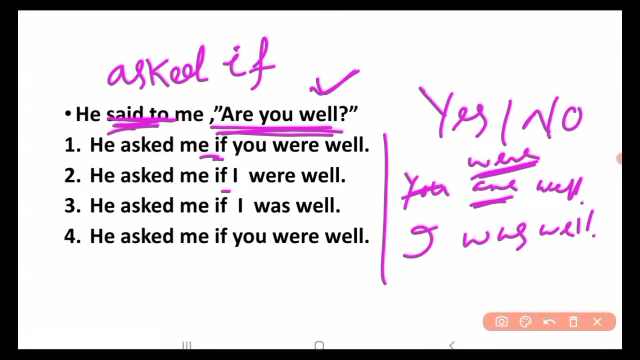 asked if
• He said to me ,”Are you well?”
1. He asked me if you were well.
2. He asked me if I were well.
3. He asked me if I was well.
4. He asked me if you were well.
Yes/No
were
You are well.
I was well.